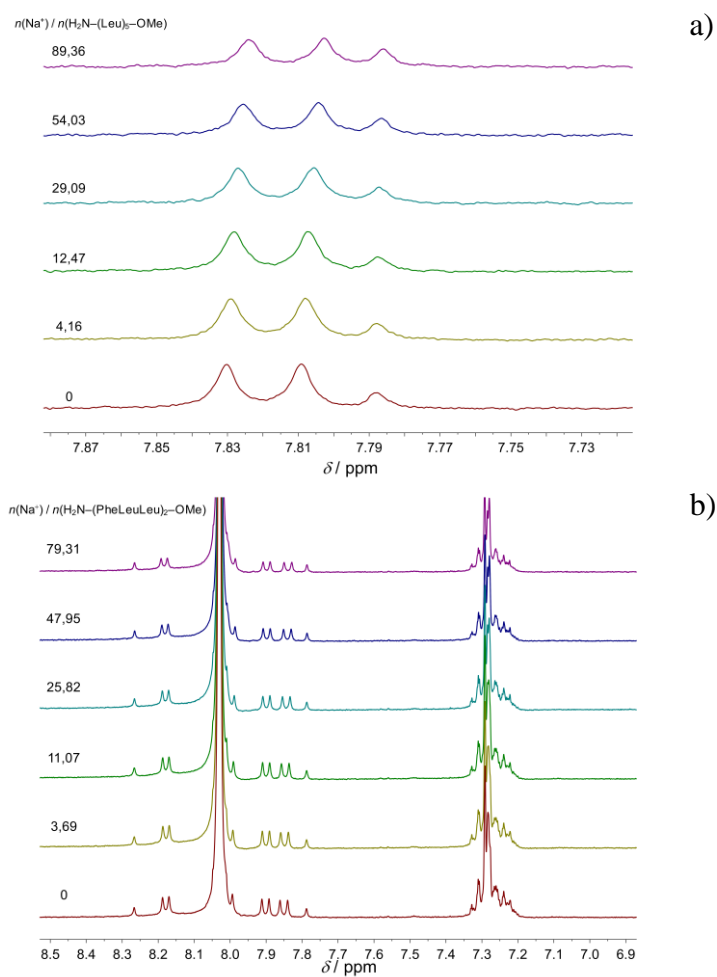 n(Na⁺) / n(H₂N–(Leu)₅–OMe)
a)
89,36
54,03
29,09
12,47
4,16
0
7.87 7.85 7.83 7.81 7.79 7.77 7.75 7.73
δ / ppm
b)
n(Na⁺) / n(H₂N–(PheLeuLeu)₂–OMe)
79,31
47,95
25,82
11,07
3,69
0
8.5 8.4 8.3 8.2 8.1 8.0 7.9 7.8 7.7 7.6 7.5 7.4 7.3 7.2 7.1 7.0 6.9
δ / ppm